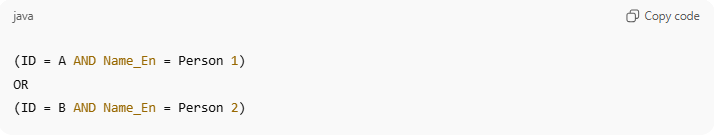 java
Copy code
(ID = A AND Name_En = Person 1)
OR
(ID = B AND Name_En = Person 2)